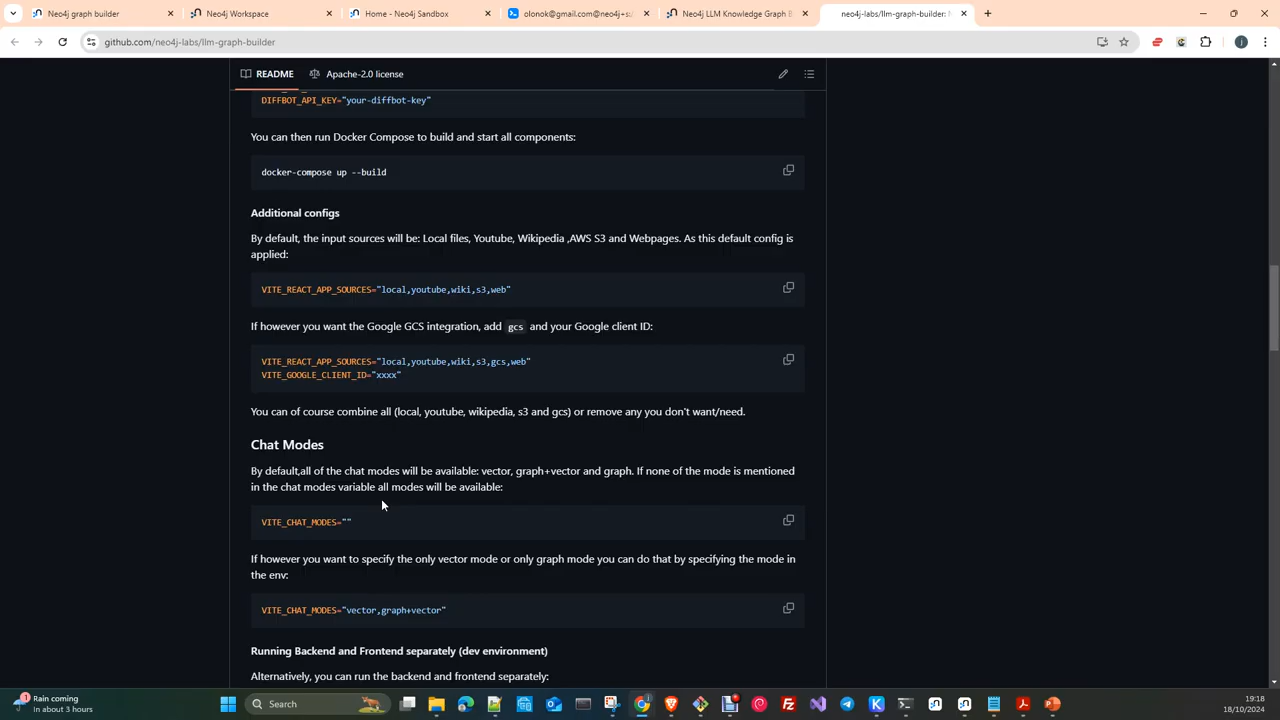 Neo4j graph builder
Neo4j Workspace
Home - Neo4j Sandbox
olonok@gmail.com@neo4j+s:
Neo4j LLM Knowledge Graph B
neo4j-labs/llm-graph-builder: N
github.com/neo4j-labs/llm-graph-builder
README
Apache-2.0 license
DIFFBOT_API_KEY="your-diffbot-key"
You can then run Docker Compose to build and start all components:
docker-compose up --build
Additional configs
By default, the input sources will be: Local files, Youtube, Wikipedia ,AWS S3 and Webpages. As this default config is
applied:
VITE_REACT_APP_SOURCES="local,youtube,wiki,s3,web"
If however you want the Google GCS integration, add gcs and your Google client ID:
VITE_REACT_APP_SOURCES="local,youtube,wiki,s3,gcs,web"
VITE_GOOGLE_CLIENT_ID="xxxx"
You can of course combine all (local, youtube, wikipedia, s3 and gcs) or remove any you don't want/need.
Chat Modes
By default,all of the chat modes will be available: vector, graph+vector and graph. If none of the mode is mentioned
in the chat modes variable all modes will be available:
VITE_CHAT_MODES=""
If however you want to specify the only vector mode or only graph mode you can do that by specifying the mode in
the env:
VITE_CHAT_MODES="vector,graph+vector"
Running Backend and Frontend separately (dev environment)
Alternatively, you can run the backend and frontend separately:
Rain coming
In about 3 hours
Search
19:18
18/10/2024